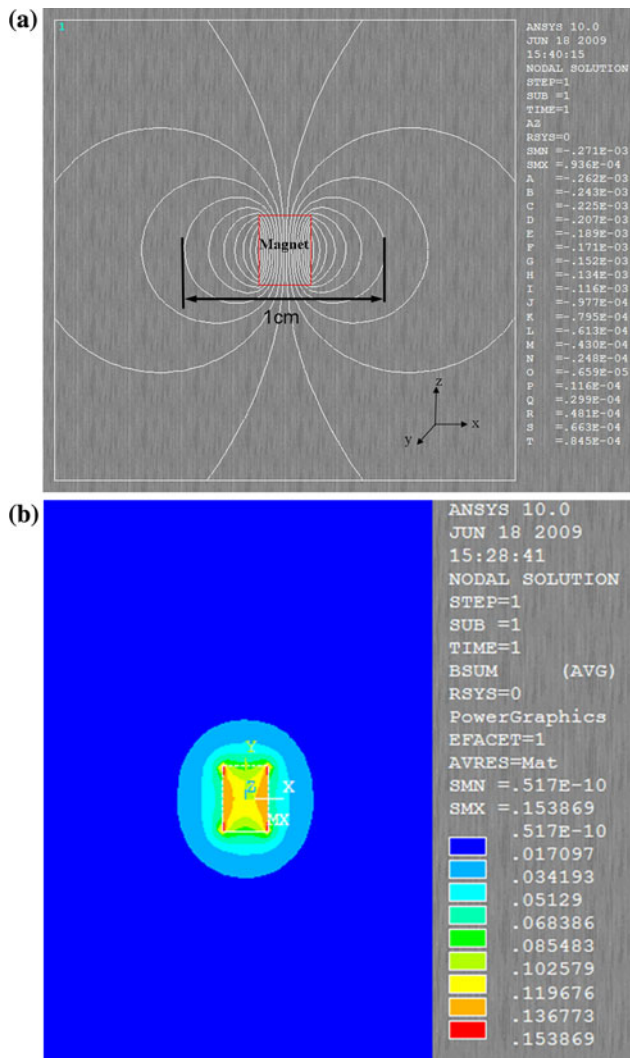 (a)
1
ANSYS 10.0
JUN 18 2009
15:40:15
NODAL SOLUTION
STEP=1
SUB =1
TIME=1
AZ
RSYS=0
SMN =-.271E-03
SMX =.936E-04
A =-.262E-03
B =-.243E-03
C =-.225E-03
D =-.207E-03
E =-.189E-03
F =-.171E-03
G =-.152E-03
H =-.134E-03
I =-.116E-03
J =-.977E-04
K =-.795E-04
L =-.613E-04
M =-.430E-04
N =-.248E-04
O =-.659E-05
P =.116E-04
Q =.299E-04
R =.481E-04
S =.663E-04
T =.845E-04
Magnet
1cm
z
y
x
(b)
ANSYS 10.0
JUN 18 2009
15:28:41
NODAL SOLUTION
STEP=1
SUB =1
TIME=1
BSUM (AVG)
RSYS=0
PowerGraphics
EFACET=1
AVRES=Mat
SMN =.517E-10
SMX =.153869
.517E-10
.017097
.034193
.05129
.068386
.085483
.102579
.119676
.136773
.153869
Y
Z
X
MX